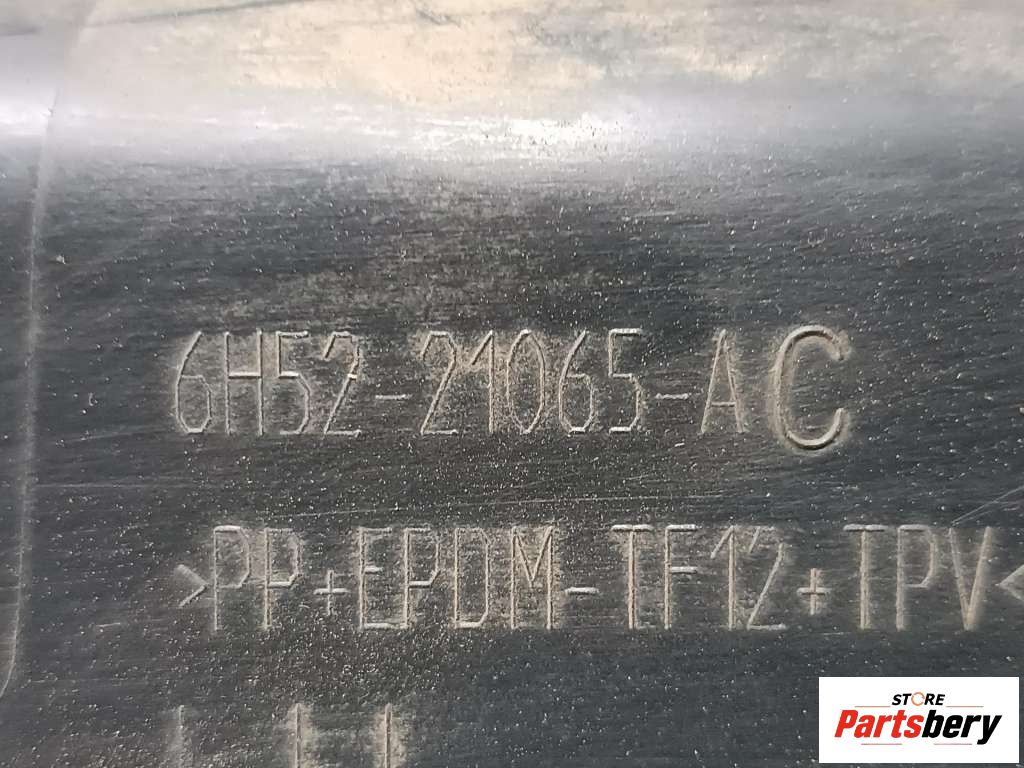 6H52-21065-AC
>PP+EPDM-TF12+TPV<
STORE
Partsbery